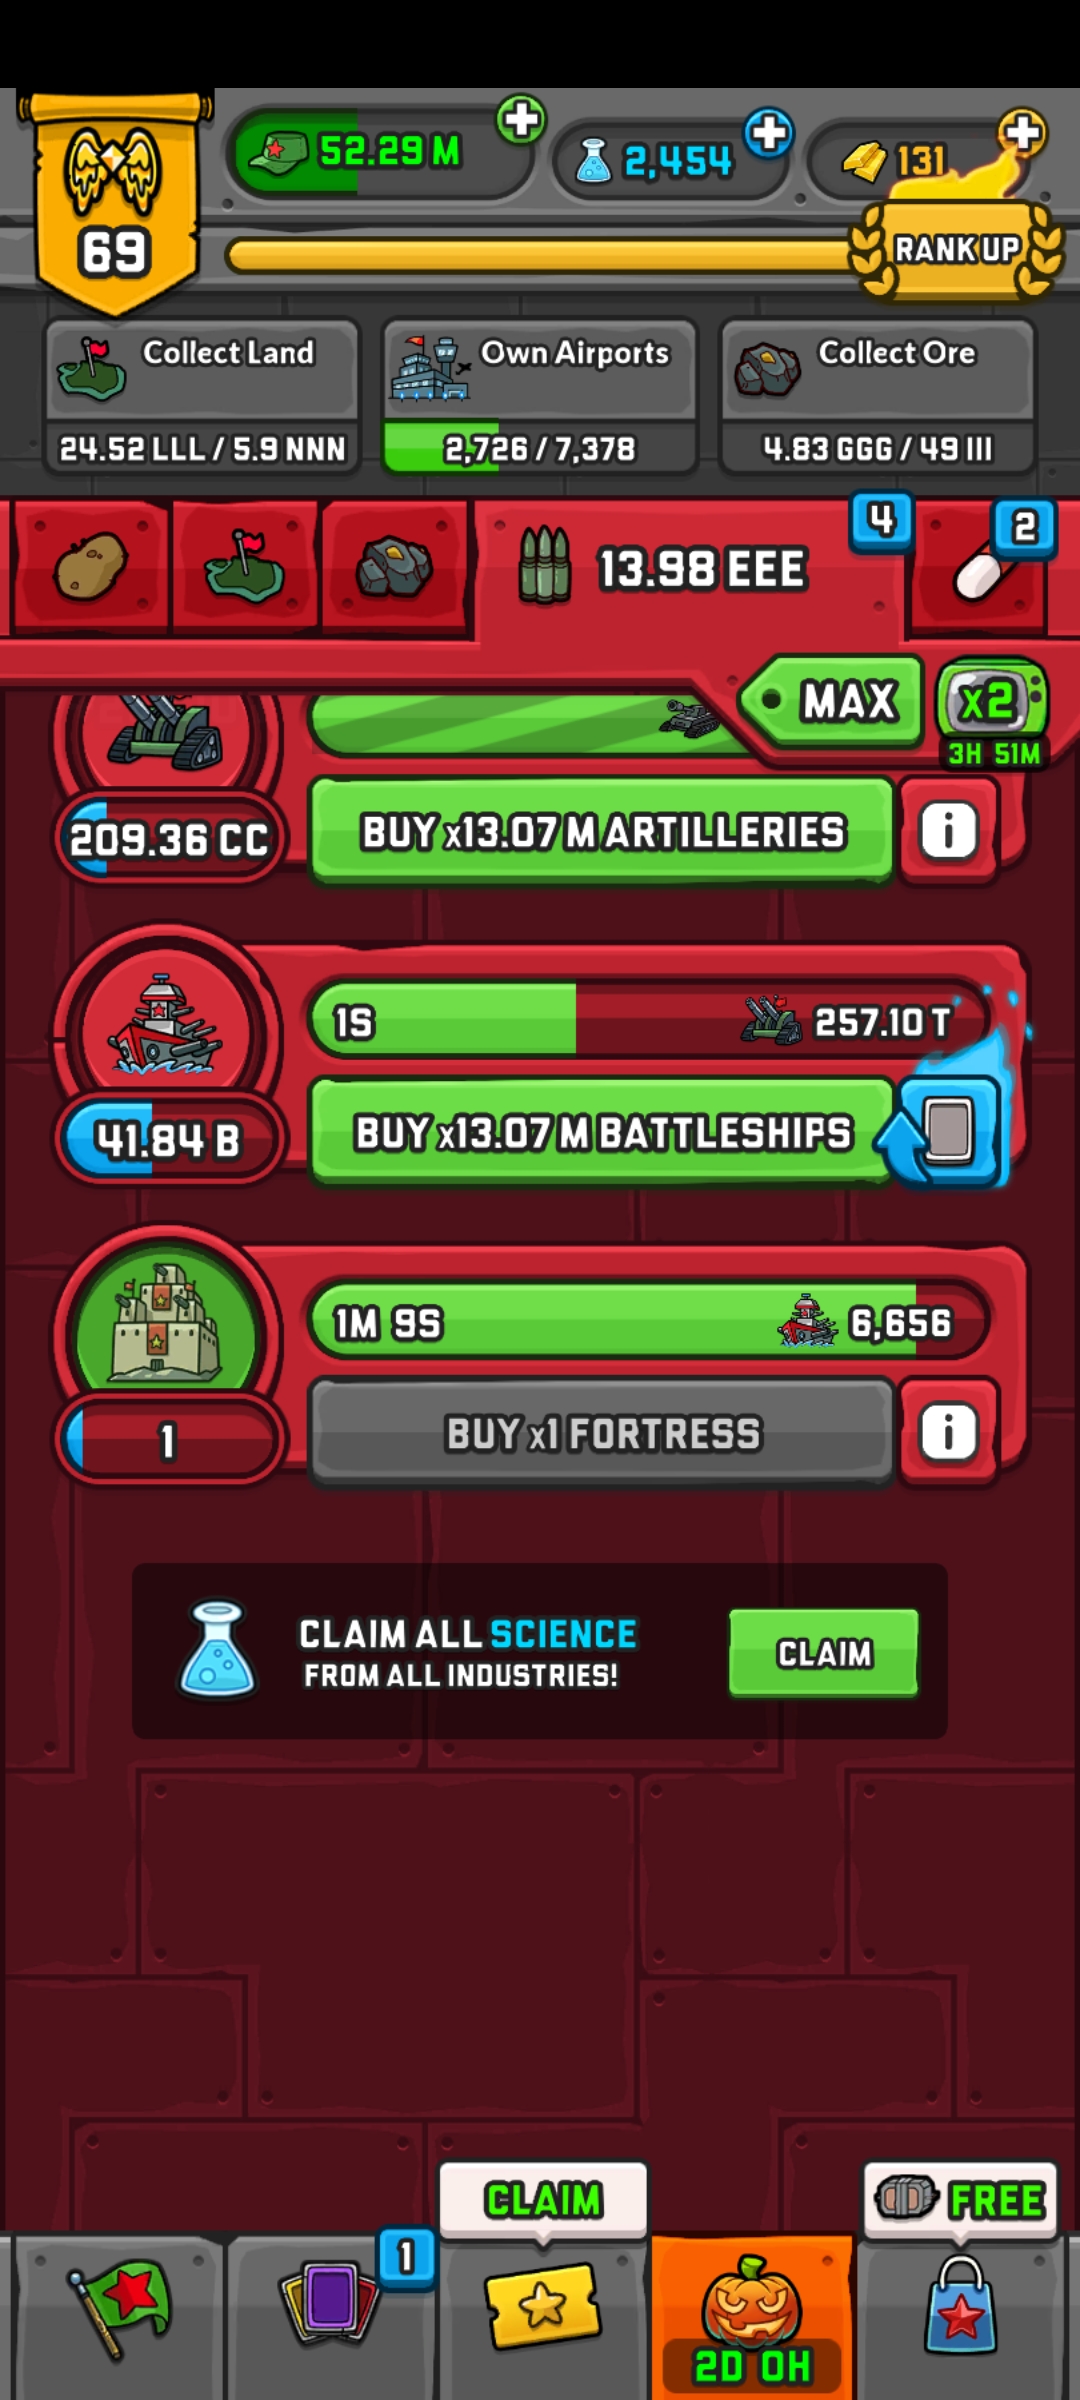 52.29 M
2,454
131
69
RANK UP
Collect Land
Own Airports
Collect Ore
24.52 LLL / 5.9 NNN
2,726 / 7,378
4.83 GGG / 49 III
13.98 EEE
4
2
MAX
x2
3H 51M
209.36 CC
BUY x13.07 M ARTILLERIES
i
1S
257.10 T
41.84 B
BUY x13.07 M BATTLESHIPS
1M 9S
6,656
1
BUY x1 FORTRESS
i
CLAIM ALL SCIENCE
FROM ALL INDUSTRIES!
CLAIM
CLAIM
FREE
1
2D 0H